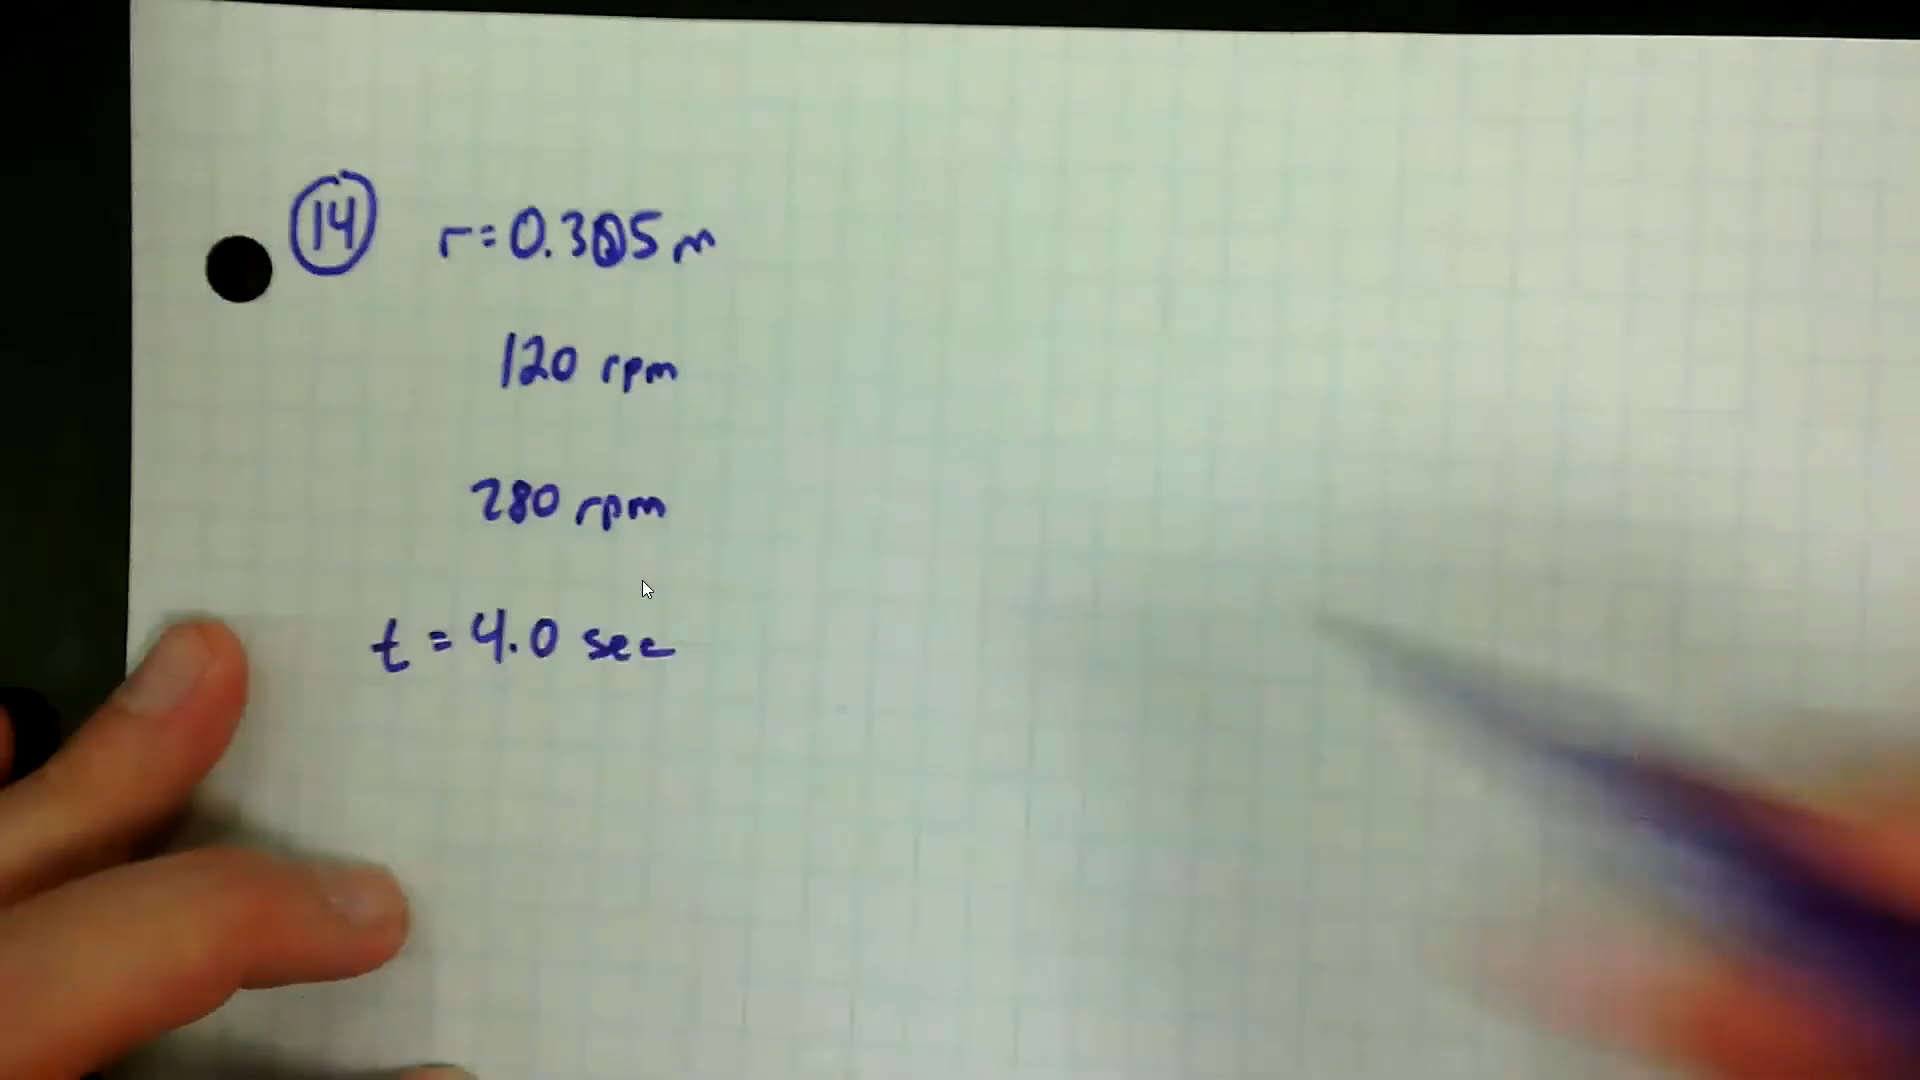 14 r = 0.305 m
120 rpm
280 rpm
t = 4.0 sec